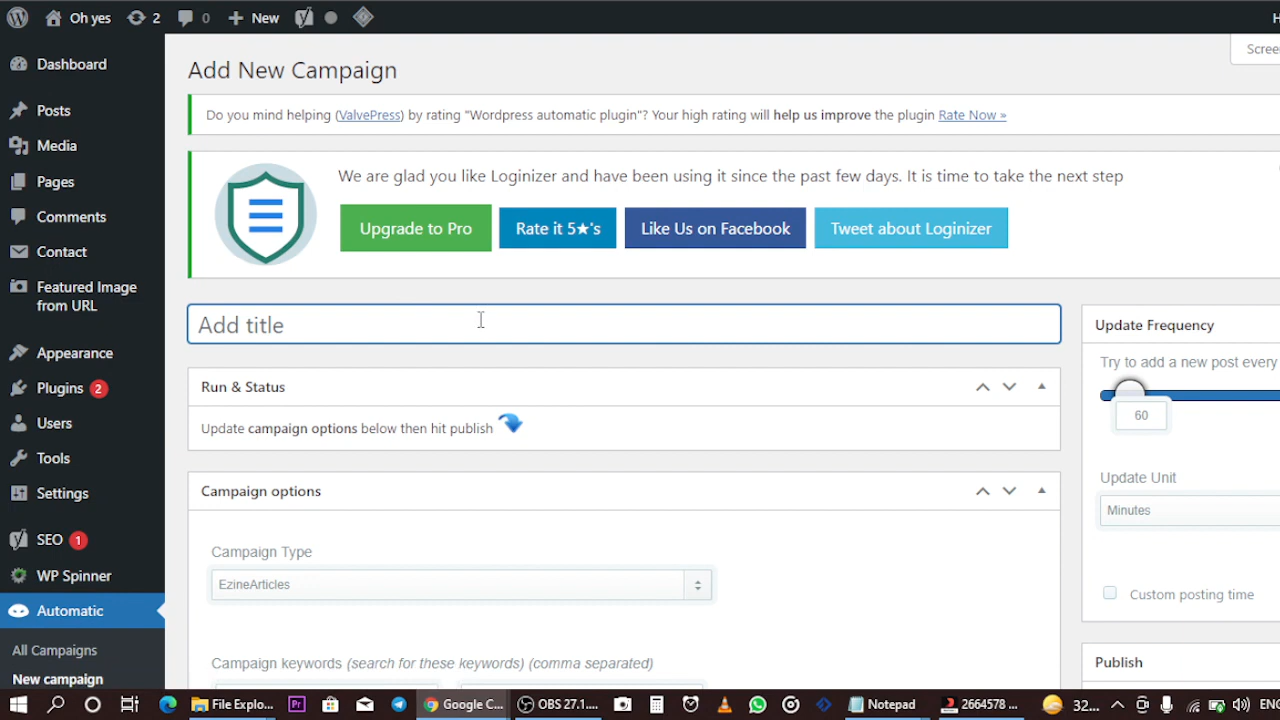 Oh yes
2
0
New
Dashboard
Posts
Media
Pages
Comments
Contact
Featured Image
from URL
Appearance
Plugins 2
Users
Tools
Settings
SEO 1
WP Spinner
Automatic
All Campaigns
New campaign
Add New Campaign
Do you mind helping (ValvePress) by rating "Wordpress automatic plugin"? Your high rating will help us improve the plugin Rate Now »
We are glad you like Loginizer and have been using it since the past few days. It is time to take the next step
Upgrade to Pro
Rate it 5★'s
Like Us on Facebook
Tweet about Loginizer
Add title
Run & Status
Update campaign options below then hit publish
Campaign options
Campaign Type
EzineArticles
Campaign keywords (search for these keywords) (comma separated)
Scree
Update Frequency
Try to add a new post every
60
Update Unit
Minutes
Custom posting time
Publish
File Explo...
Pr
Google C...
OBS 27.1....
Notepad
2664578 ...
32...